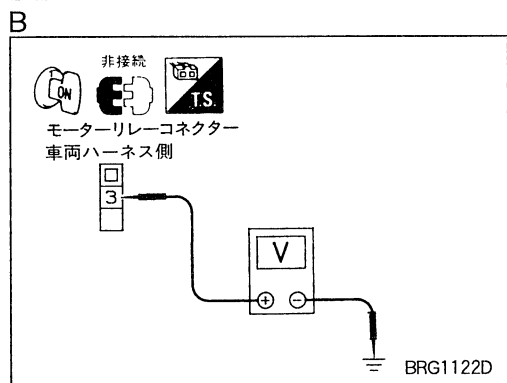 B
非接続
ON
T.S.
モーターリレーコネクター
車両ハーネス側
3
V
⊕ ⊖
BRG1122D